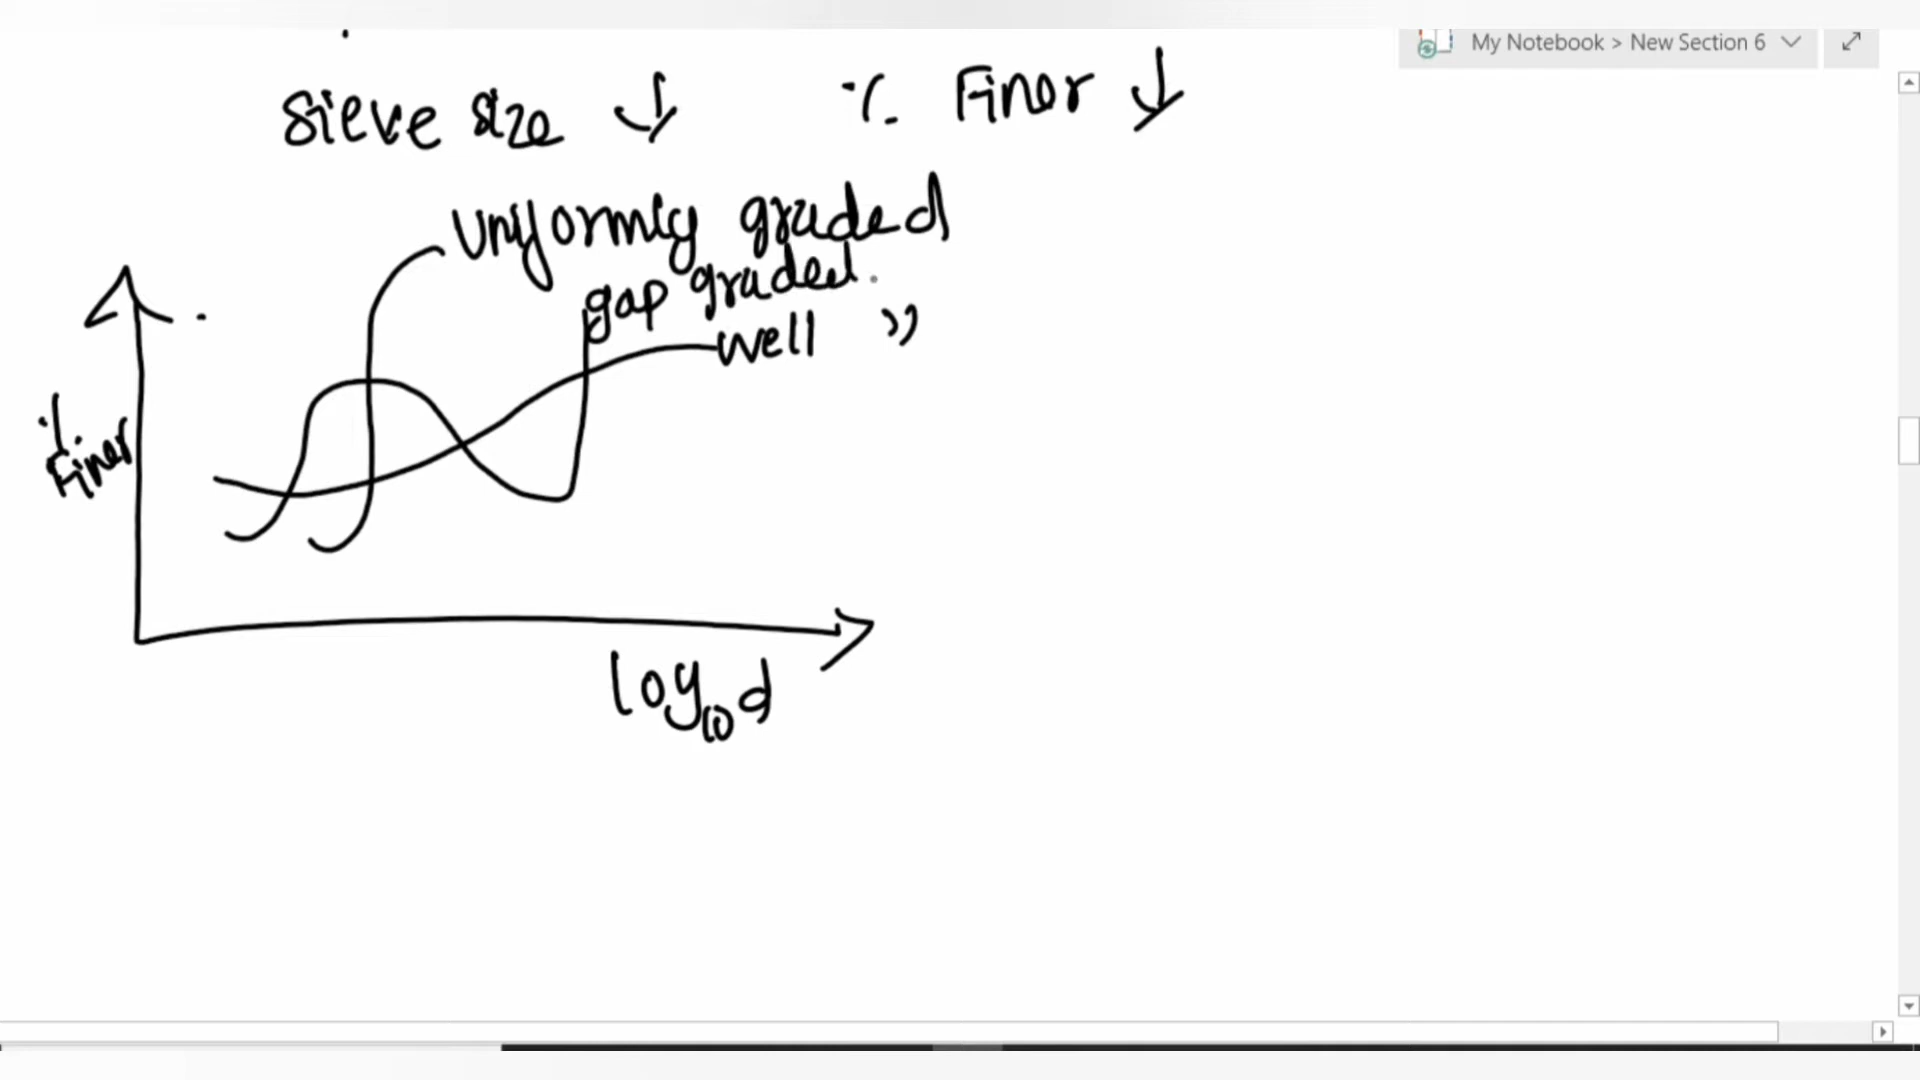 My Notebook > New Section 6
Sieve size ↓ % Finer ↓
Uniformly graded
gap graded.
well "
% Finer
log10 d